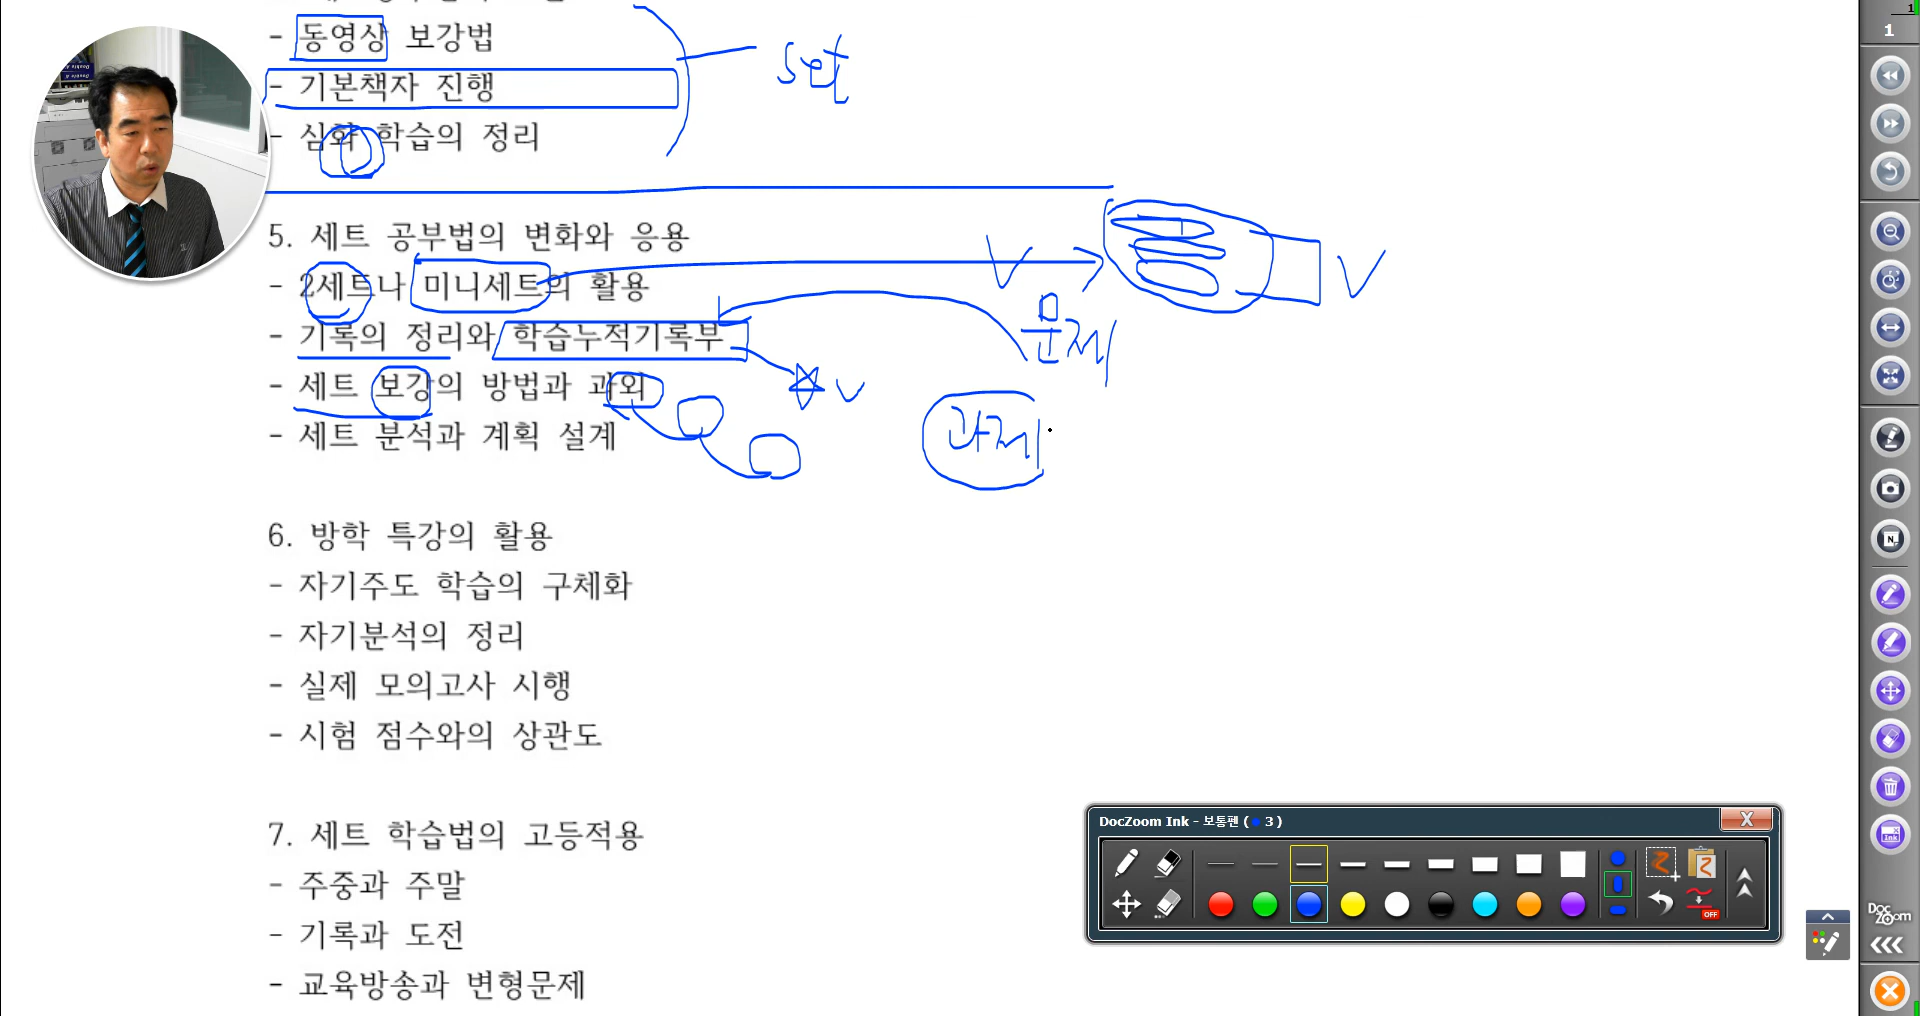 - 동영상 보강법
- 기본책자 진행
- 심화 학습의 정리
set
5. 세트 공부법의 변화와 응용
- 2세트나 미니세트의 활용
- 기록의 정리와 학습누적기록부
문제
- 세트 보강의 방법과 과외
과제
- 세트 분석과 계획 설계
6. 방학 특강의 활용
- 자기주도 학습의 구체화
- 자기분석의 정리
- 실제 모의고사 시행
- 시험 점수와의 상관도
7. 세트 학습법의 고등적용
- 주중과 주말
- 기록과 도전
- 교육방송과 변형문제
DocZoom Ink - 보통펜 ( 3 )
OFF
1
1
N
Ink
Doc
Zoom